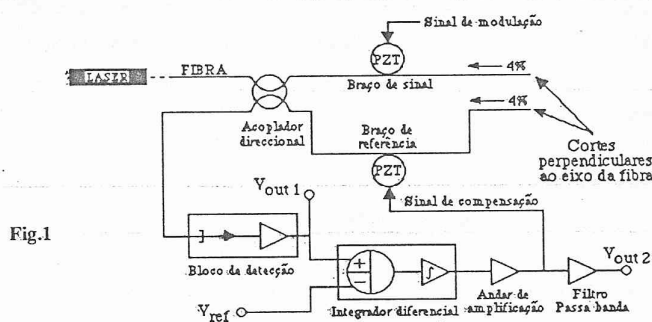 Sinal de modulação
LASER
FIBRA
PZT
4%
Braço de sinal
4%
Acoplador
direccional
Braço de
referência
Cortes
perpendiculares
ao eixo da fibra
PZT
Vout 1
Sinal de compensação
Fig.1
Bloco de detecção
Vout 2
+
−
∫
Vref
Integrador diferencial
Andar de
amplificação
Filtro
Passa banda